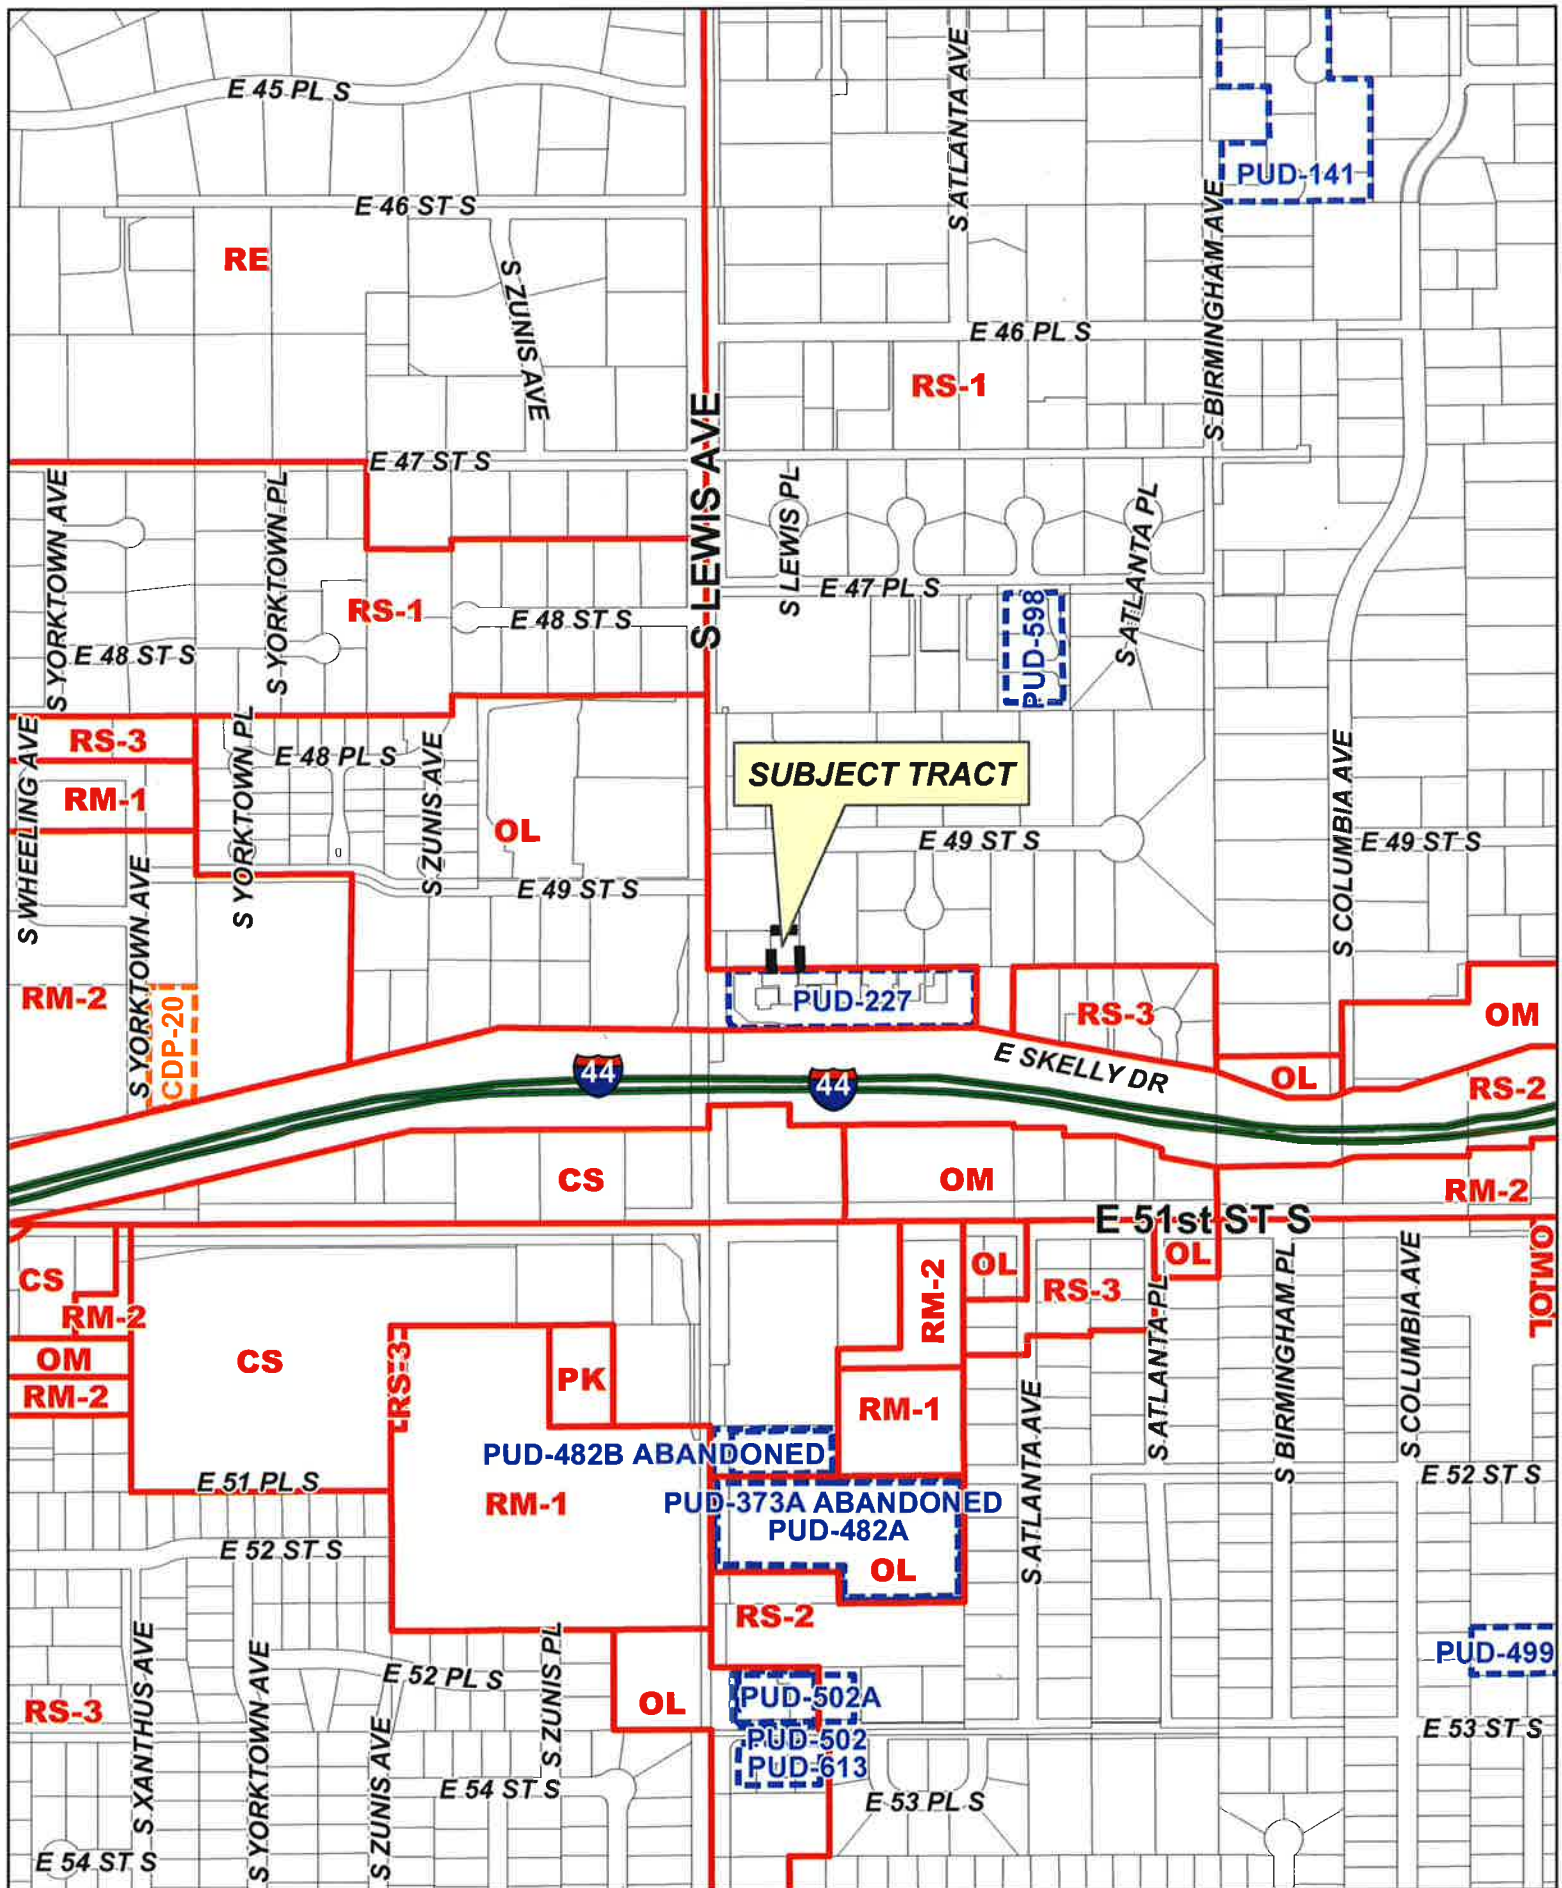 E 45 PL S
S ATLANTA AVE
PUD-141
E 46 ST S
S BIRMINGHAM AVE
RE
S ZUNIS AVE
E 46 PL S
RS-1
S LEWIS AVE
E 47 ST S
S YORKTOWN AVE
S YORKTOWN PL
S LEWIS PL
S ATLANTA PL
E 47 PL S
PUD-598
RS-1
E 48 ST S
E 48 ST S
RS-3
S WHEELING AVE
S YORKTOWN PL
E 48 PL S
S ZUNIS AVE
SUBJECT TRACT
S COLUMBIA AVE
RM-1
OL
E 49 ST S
E 49 ST S
E 49 ST S
S YORKTOWN AVE
RM-2
CDP-20
PUD-227
RS-3
OM
E SKELLY DR
44
44
OL
RS-2
CS
OM
RM-2
E 51st ST S
CS
RM-2
OM
RM-2
CS
RS-3
PK
RM-2
OL
RS-3
OL
OM
OL
S ATLANTA PL
S BIRMINGHAM PL
S COLUMBIA AVE
S ATLANTA AVE
RM-1
PUD-482B ABANDONED
E 51 PL S
RM-1
PUD-373A ABANDONED
PUD-482A
OL
E 52 ST S
E 52 ST S
RS-2
S XANTHUS AVE
S YORKTOWN AVE
S ZUNIS AVE
S ZUNIS PL
E 52 PL S
PUD-499
RS-3
OL
PUD-502A
PUD-502
PUD-613
E 53 ST S
E 54 ST S
E 53 PL S
E 54 ST S